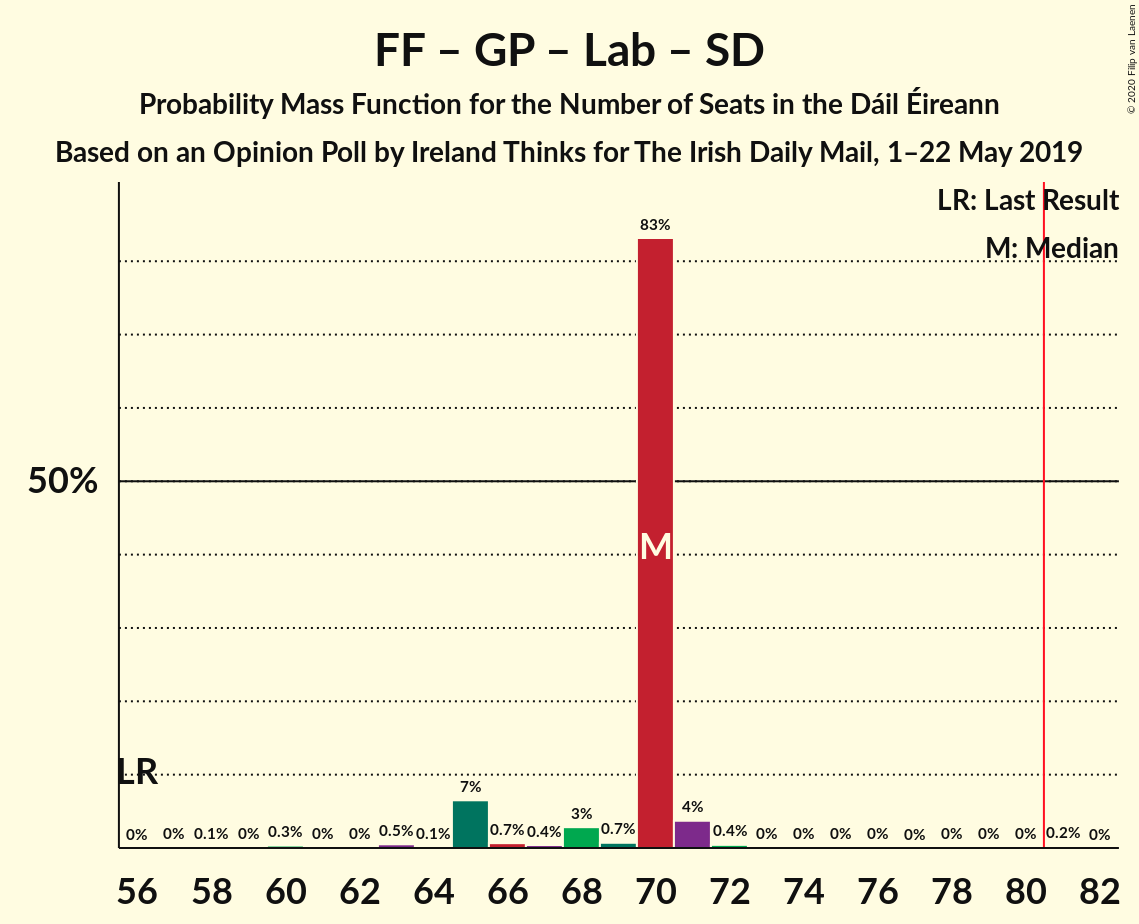 FF – GP – Lab – SD
Probability Mass Function for the Number of Seats in the Dáil Éireann
Based on an Opinion Poll by Ireland Thinks for The Irish Daily Mail, 1–22 May 2019
© 2020 Filip van Laenen
LR: Last Result
M: Median
83%
50%
M
LR
0% 0% 0.1% 0% 0.3% 0% 0% 0.5% 0.1% 7% 0.7% 0.4% 3% 0.7% 4% 0.4% 0% 0% 0% 0% 0% 0% 0% 0% 0.2% 0%
56 58 60 62 64 66 68 70 72 74 76 78 80 82